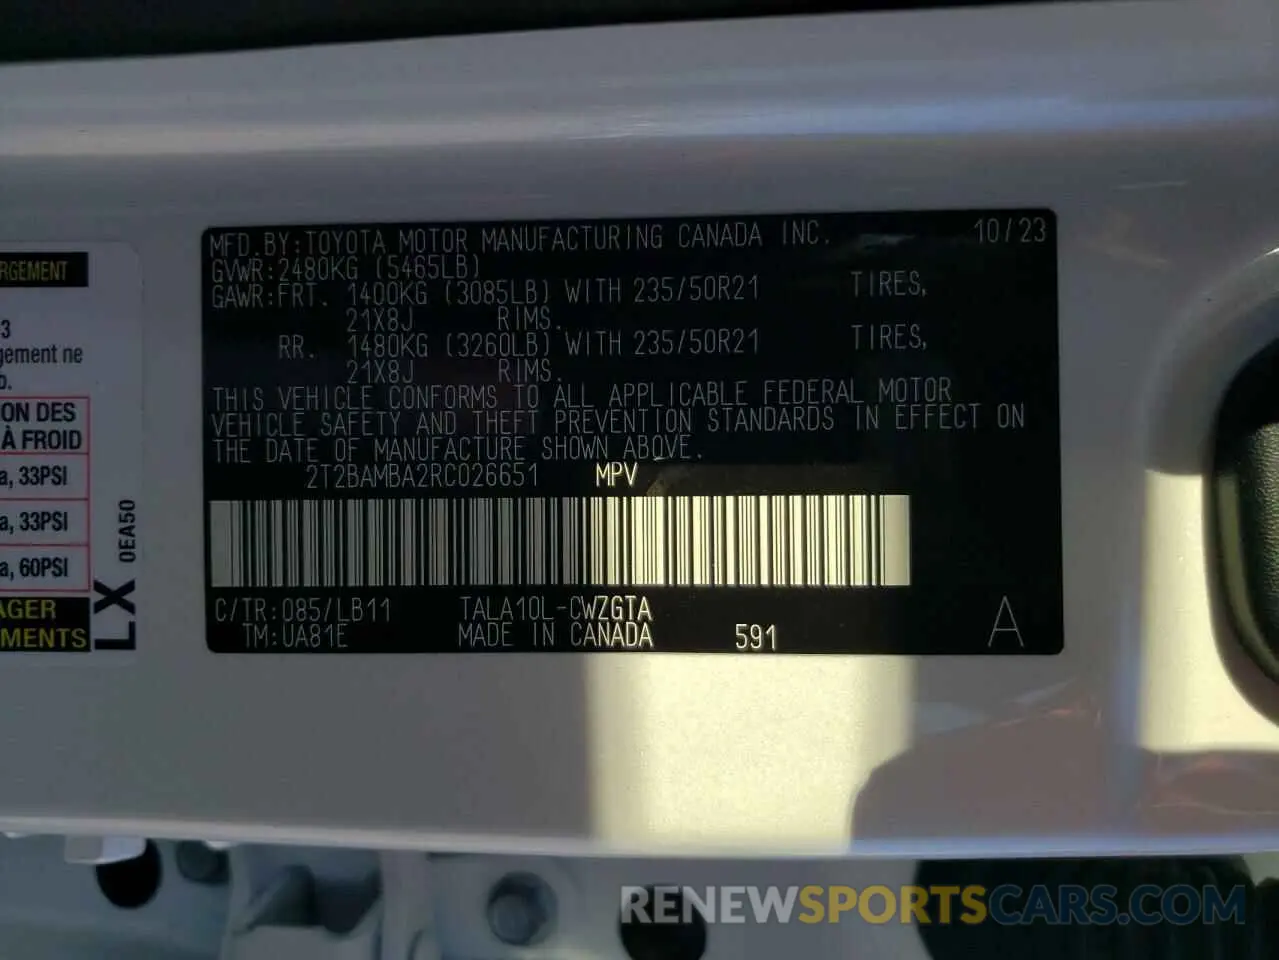 MFD.BY:TOYOTA MOTOR MANUFACTURING CANADA INC. 10/23
GVWR:2480KG (5465LB)
GAWR:FRT. 1400KG (3085LB) WITH 235/50R21 TIRES,
21X8J RIMS.
RR. 1480KG (3260LB) WITH 235/50R21 TIRES,
21X8J RIMS.
THIS VEHICLE CONFORMS TO ALL APPLICABLE FEDERAL MOTOR
VEHICLE SAFETY AND THEFT PREVENTION STANDARDS IN EFFECT ON
THE DATE OF MANUFACTURE SHOWN ABOVE.
2T2BAMBA2RC026651 MPV
C/TR:085/LB11 TALA10L-CWZGTA
TM:UA81E MADE IN CANADA 591 A
RGEMENT
3
gement ne
b.
ION DES
À FROID
a, 33PSI
a, 33PSI
a, 60PSI
AGER
MENTS
LX 0EA50
RENEWSPORTSCARS.COM